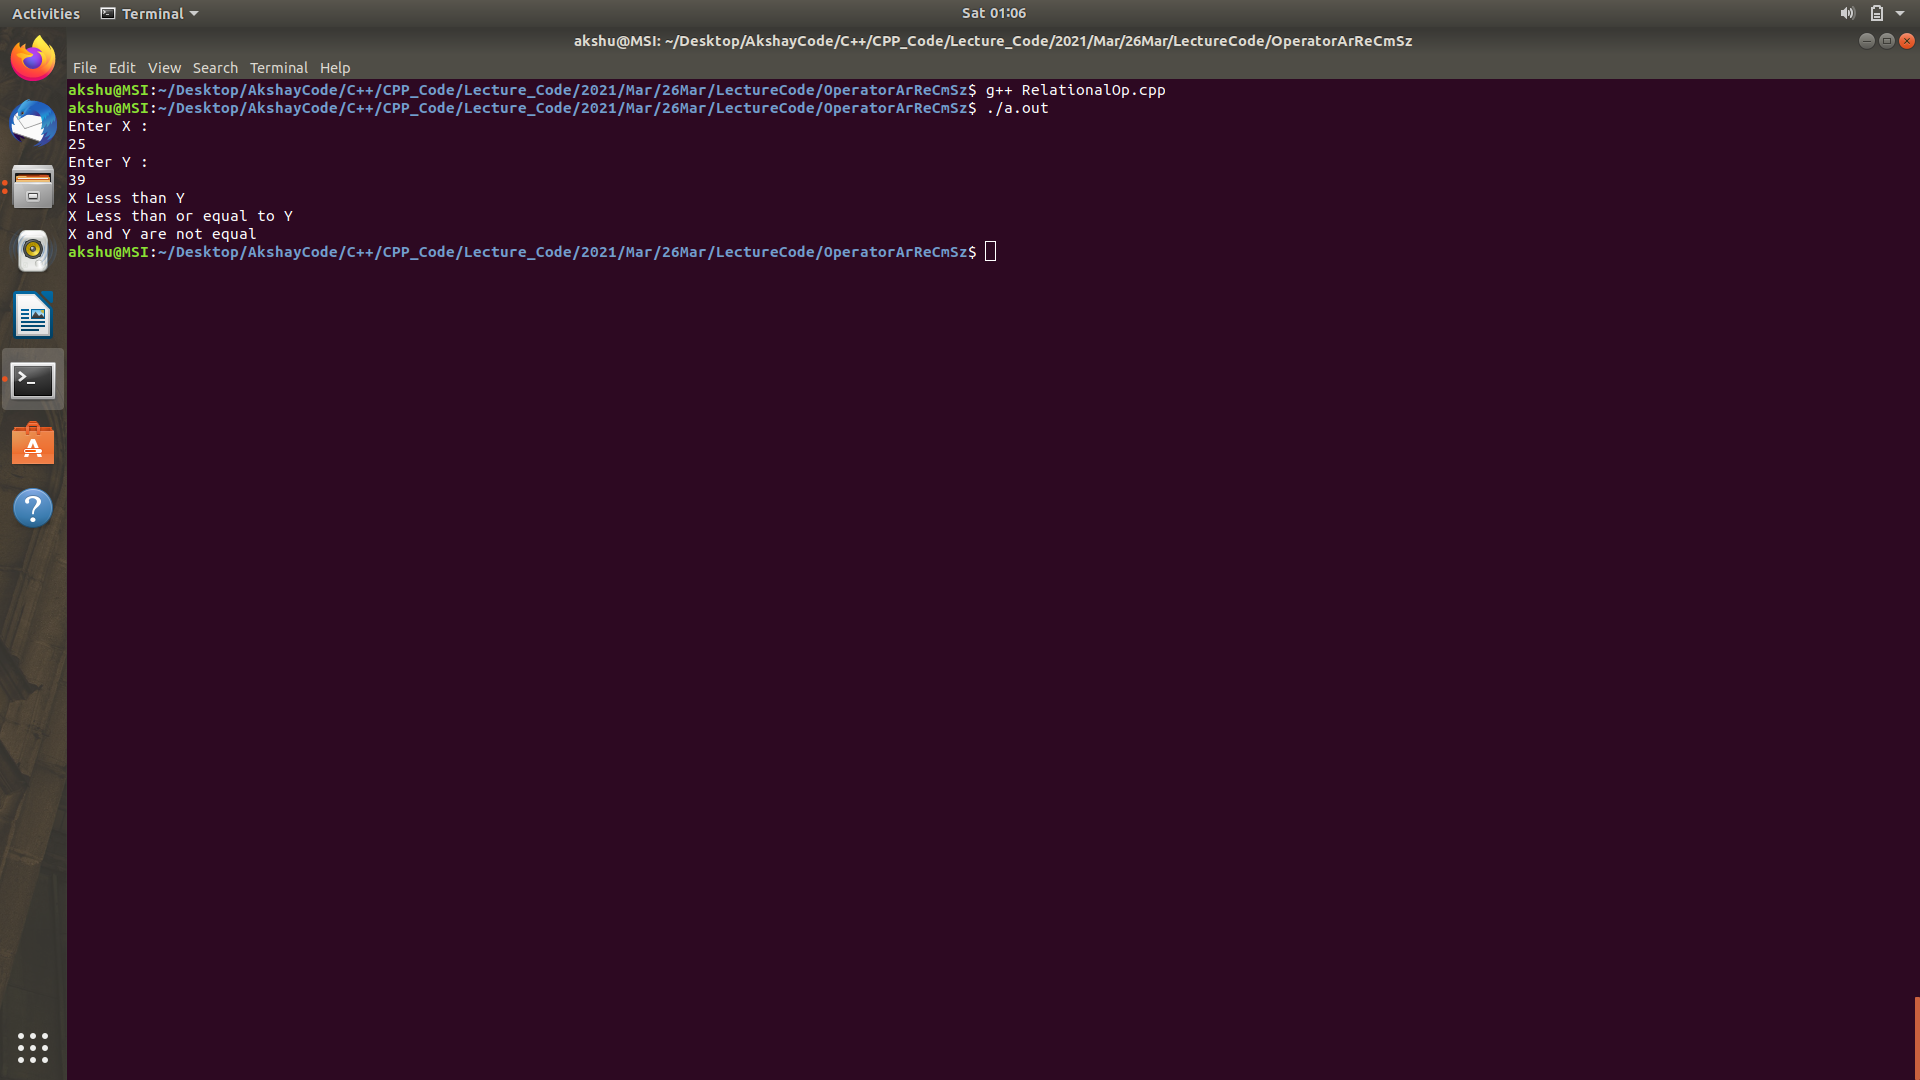 Activities Terminal Sat 01:06
akshu@MSI: ~/Desktop/AkshayCode/C++/CPP_Code/Lecture_Code/2021/Mar/26Mar/LectureCode/OperatorArReCmSz
File Edit View Search Terminal Help
akshu@MSI:~/Desktop/AkshayCode/C++/CPP_Code/Lecture_Code/2021/Mar/26Mar/LectureCode/OperatorArReCmSz$ g++ RelationalOp.cpp
akshu@MSI:~/Desktop/AkshayCode/C++/CPP_Code/Lecture_Code/2021/Mar/26Mar/LectureCode/OperatorArReCmSz$ ./a.out
Enter X :
25
Enter Y :
39
X Less than Y
X Less than or equal to Y
X and Y are not equal
akshu@MSI:~/Desktop/AkshayCode/C++/CPP_Code/Lecture_Code/2021/Mar/26Mar/LectureCode/OperatorArReCmSz$